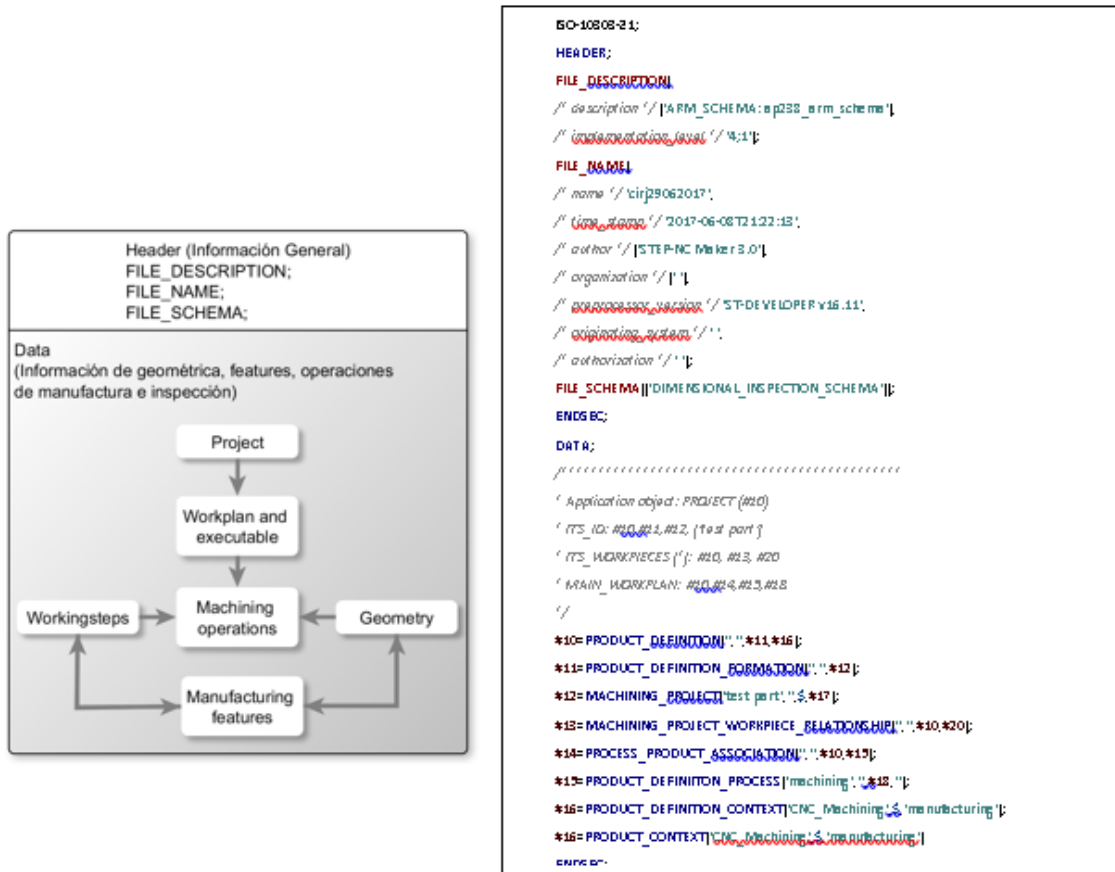 Header (Información General)
FILE_DESCRIPTION;
FILE_NAME;
FILE_SCHEMA;
Data
(Información de geométrica, features, operaciones
de manufactura e inspección)
Project
Workplan and
executable
Machining
operations
Workingsteps
Geometry
Manufacturing
features
ISO-10303-21;
HEADER;
FILE_DESCRIPTION(
/* description */ ('ARM_SCHEMA: ap238_arm_schema'),
/* implementation_level */ '4;1');
FILE_NAME(
/* name */ 'cirj29062017',
/* time_stamp */ '2017-06-08T21:22:13',
/* author */ ('STEP-NC Maker 3.0'),
/* organization */ (' '),
/* preprocessor_version */ 'ST-DEVELOPER v16.11',
/* originating_system */ ' ',
/* authorization */ ' ');
FILE_SCHEMA(('DIMENSIONAL_INSPECTION_SCHEMA'));
ENDSEC;
DATA;
/*********************************************
* Application object: PROJECT (#10)
* ITS_ID: #10,#11,#12, ['test part']
* ITS_WORKPIECES [*]: #10, #13, #20
* MAIN_WORKPLAN: #10,#14,#15,#18
*/
#10=PRODUCT_DEFINITION('','',#11,#16);
#11=PRODUCT_DEFINITION_FORMATION('','',#12);
#12=MACHINING_PROJECT('test part','',$,#17);
#13=MACHINING_PROJECT_WORKPIECE_RELATIONSHIP('','',#10,#20);
#14=PROCESS_PRODUCT_ASSOCIATION('','',#10,#15);
#15=PRODUCT_DEFINITION_PROCESS('machining','',#18,'');
#16=PRODUCT_DEFINITION_CONTEXT('CNC_Machining',$,'manufacturing');
#16=PRODUCT_CONTEXT('CNC_Machining',$,'manufacturing')
ENDSEC;